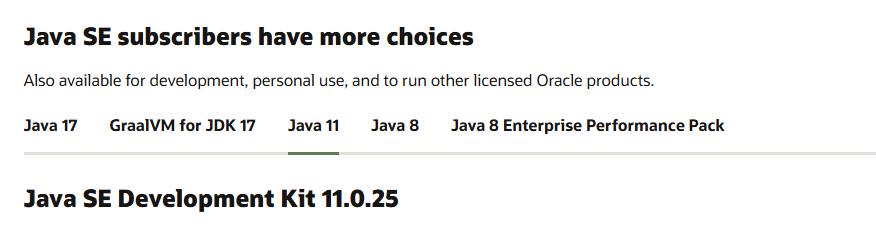 Java SE subscribers have more choices
Also available for development, personal use, and to run other licensed Oracle products.
Java 17 GraalVM for JDK 17 Java 11 Java 8 Java 8 Enterprise Performance Pack
Java SE Development Kit 11.0.25